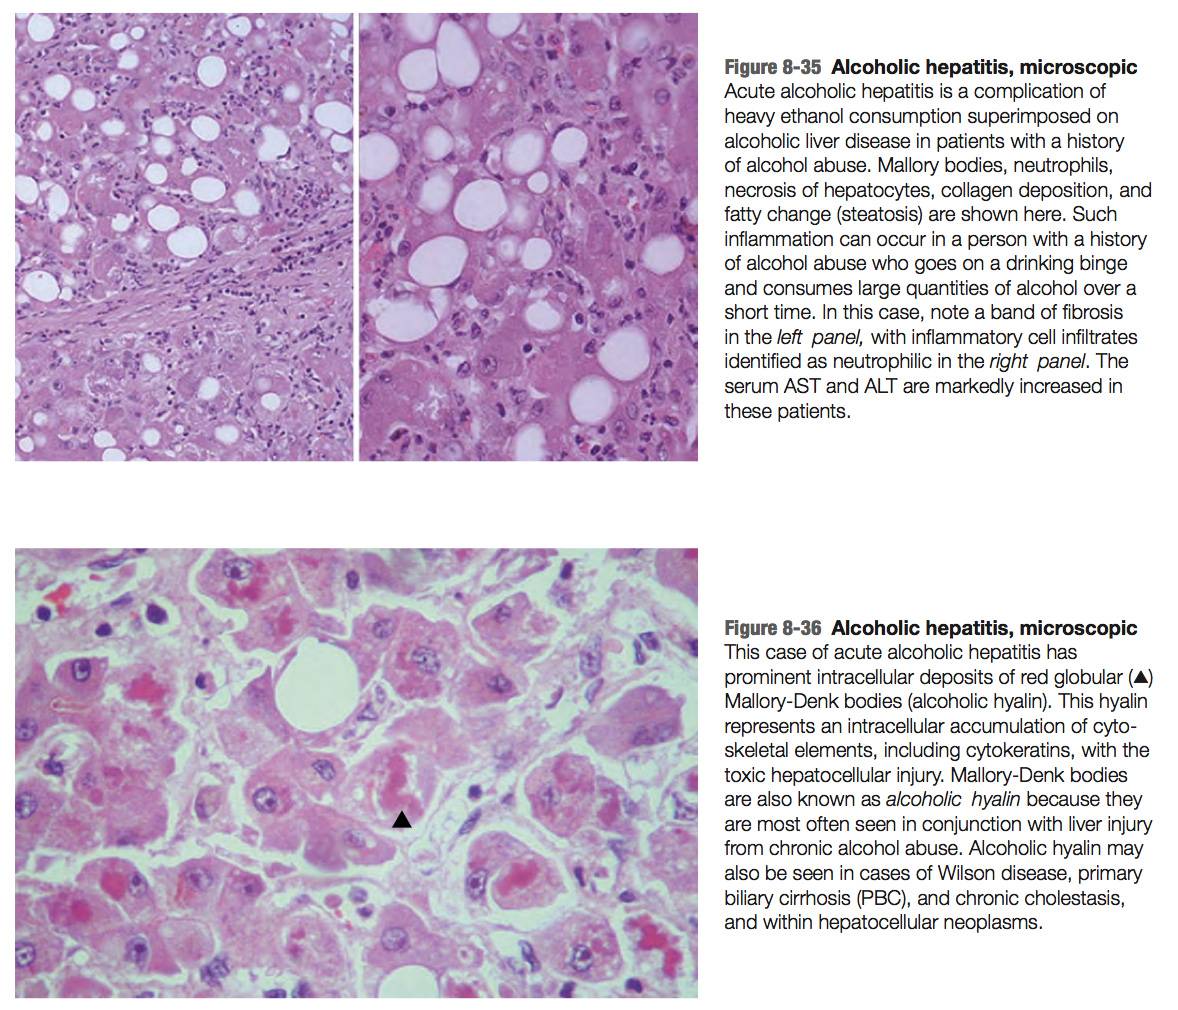 Figure 8-35 Alcoholic hepatitis, microscopic
Acute alcoholic hepatitis is a complication of
heavy ethanol consumption superimposed on
alcoholic liver disease in patients with a history
of alcohol abuse. Mallory bodies, neutrophils,
necrosis of hepatocytes, collagen deposition, and
fatty change (steatosis) are shown here. Such
inflammation can occur in a person with a history
of alcohol abuse who goes on a drinking binge
and consumes large quantities of alcohol over a
short time. In this case, note a band of fibrosis
in the left panel, with inflammatory cell infiltrates
identified as neutrophilic in the right panel. The
serum AST and ALT are markedly increased in
these patients.
Figure 8-36 Alcoholic hepatitis, microscopic
This case of acute alcoholic hepatitis has
prominent intracellular deposits of red globular (▲)
Mallory-Denk bodies (alcoholic hyalin). This hyalin
represents an intracellular accumulation of cyto-
skeletal elements, including cytokeratins, with the
toxic hepatocellular injury. Mallory-Denk bodies
are also known as alcoholic hyalin because they
are most often seen in conjunction with liver injury
from chronic alcohol abuse. Alcoholic hyalin may
also be seen in cases of Wilson disease, primary
biliary cirrhosis (PBC), and chronic cholestasis,
and within hepatocellular neoplasms.